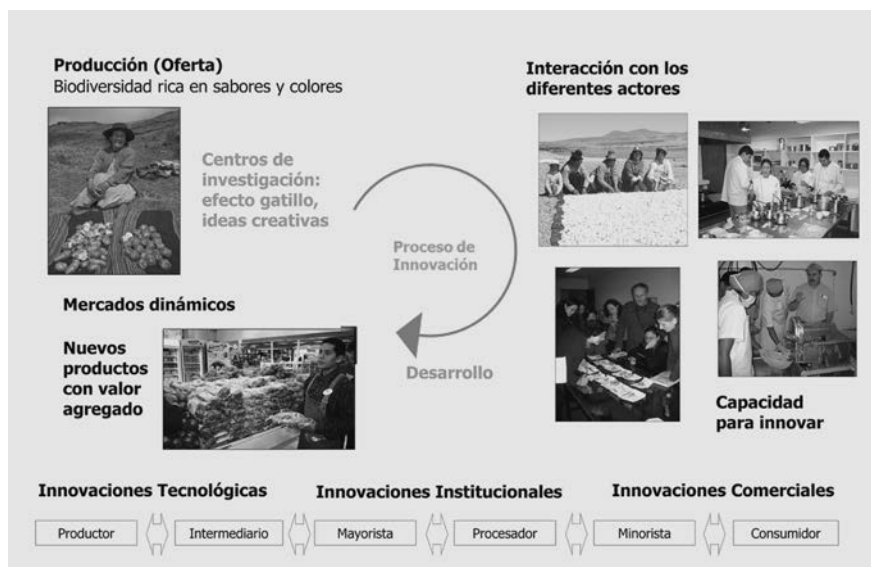 Producción (Oferta)
Biodiversidad rica en sabores y colores
Centros de
investigación:
efecto gatillo,
ideas creativas
Proceso de
Innovación
Interacción con los
diferentes actores
Mercados dinámicos
Nuevos
productos
con valor
agregado
Desarrollo
Capacidad
para innovar
Innovaciones Tecnológicas
Innovaciones Institucionales
Innovaciones Comerciales
Productor
Intermediario
Mayorista
Procesador
Minorista
Consumidor